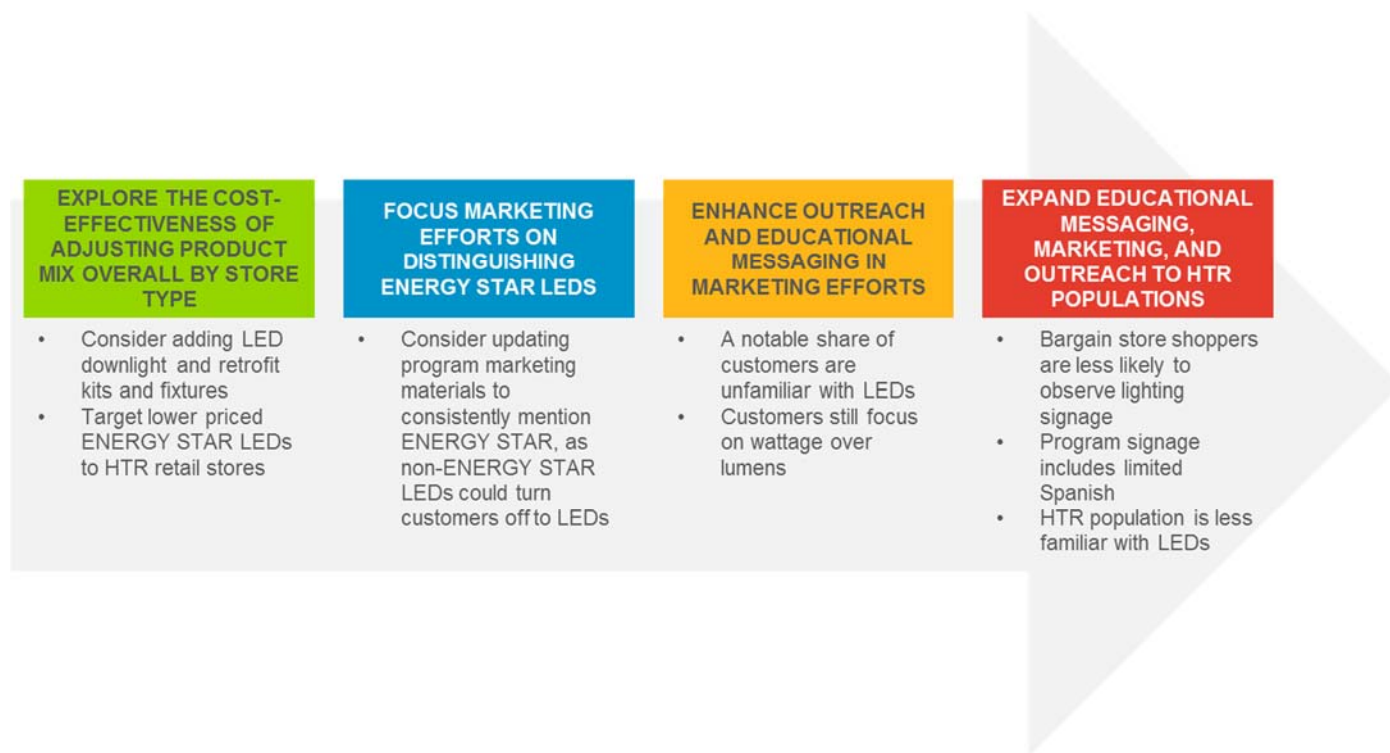 EXPLORE THE COST-
EFFECTIVENESS OF
ADJUSTING PRODUCT
MIX OVERALL BY STORE
TYPE
• Consider adding LED
downlight and retrofit
kits and fixtures
• Target lower priced
ENERGY STAR LEDs
to HTR retail stores
FOCUS MARKETING
EFFORTS ON
DISTINGUISHING
ENERGY STAR LEDS
• Consider updating
program marketing
materials to
consistently mention
ENERGY STAR, as
non-ENERGY STAR
LEDs could turn
customers off to LEDs
ENHANCE OUTREACH
AND EDUCATIONAL
MESSAGING IN
MARKETING EFFORTS
• A notable share of
customers are
unfamiliar with LEDs
• Customers still focus
on wattage over
lumens
EXPAND EDUCATIONAL
MESSAGING,
MARKETING, AND
OUTREACH TO HTR
POPULATIONS
• Bargain store shoppers
are less likely to
observe lighting
signage
• Program signage
includes limited
Spanish
• HTR population is less
familiar with LEDs